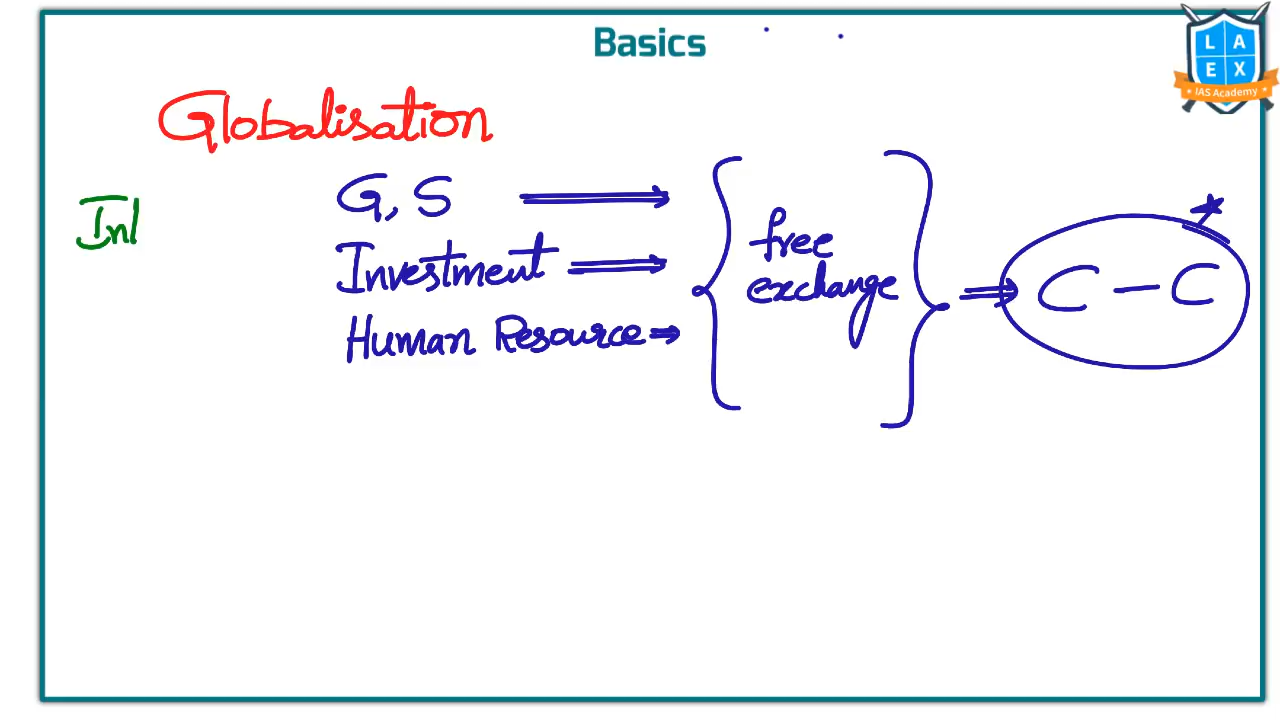 Basics
L A
E X
IAS Academy
Globalisation
G, S
Inl
Investment
Human Resource
free
exchange
C - C